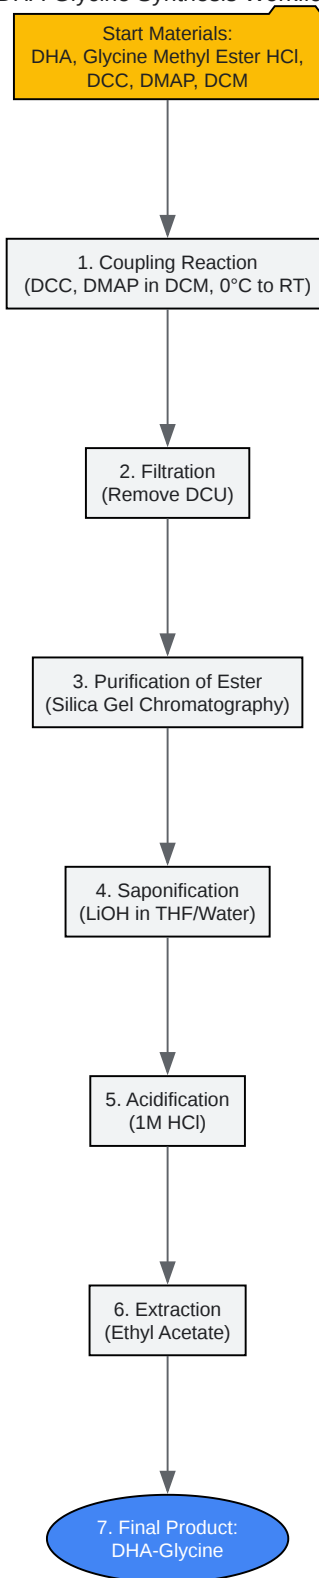 Start Materials:
DHA, Glycine Methyl Ester HCl,
DCC, DMAP, DCM
1. Coupling Reaction
(DCC, DMAP in DCM, 0°C to RT)
2. Filtration
(Remove DCU)
3. Purification of Ester
(Silica Gel Chromatography)
4. Saponification
(LiOH in THF/Water)
5. Acidification
(1M HCl)
6. Extraction
(Ethyl Acetate)
7. Final Product:
DHA-Glycine